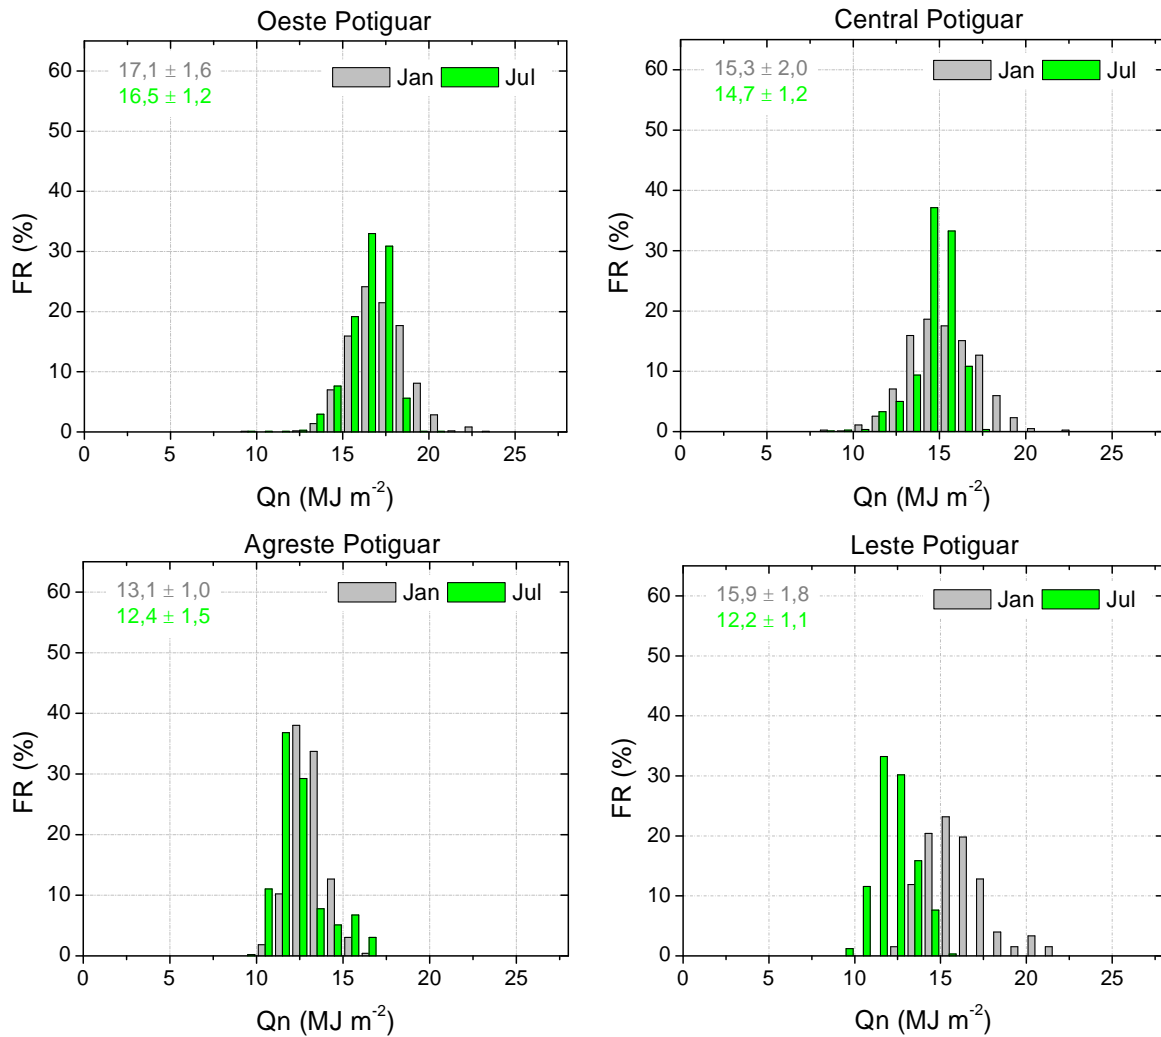 Oeste Potiguar
17,1 ± 1,6
16,5 ± 1,2
Jan Jul
60
50
40
30
20
10
0
FR (%)
0 5 10 15 20 25
Qn (MJ m⁻²)
Central Potiguar
15,3 ± 2,0
14,7 ± 1,2
Jan Jul
60
50
40
30
20
10
0
FR (%)
0 5 10 15 20 25
Qn (MJ m⁻²)
Agreste Potiguar
13,1 ± 1,0
12,4 ± 1,5
Jan Jul
60
50
40
30
20
10
0
FR (%)
0 5 10 15 20 25
Qn (MJ m⁻²)
Leste Potiguar
15,9 ± 1,8
12,2 ± 1,1
Jan Jul
60
50
40
30
20
10
0
FR (%)
0 5 10 15 20 25
Qn (MJ m⁻²)